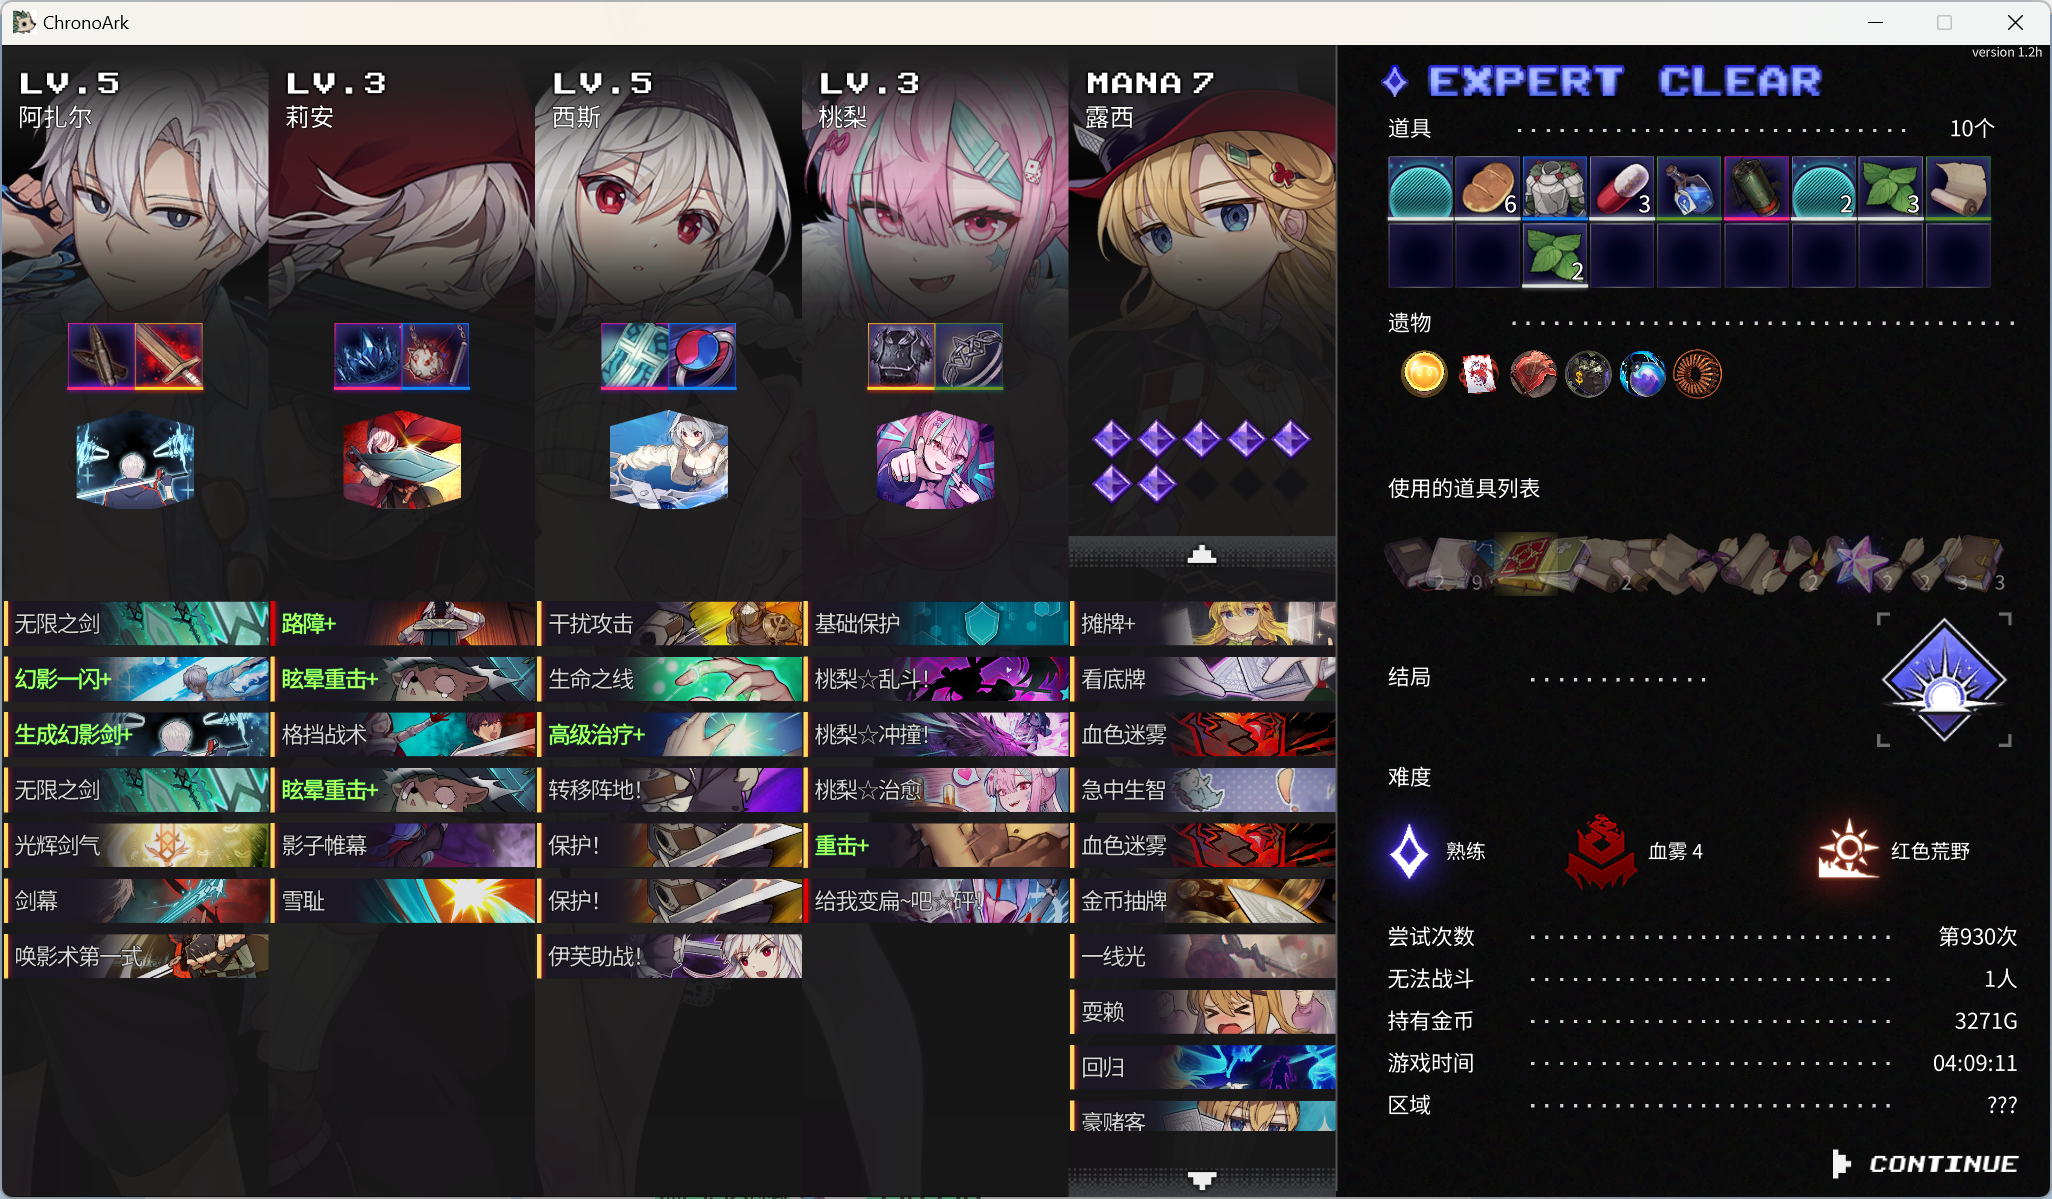 ChronoArk
version 1.2h
LV.5
阿扎尔
LV.3
莉安
LV.5
西斯
LV.3
桃梨
MANA 7
露西
无限之剑
幻影一闪+
生成幻影剑+
无限之剑
光辉剑气
剑幕
唤影术第一式
路障+
眩晕重击+
格挡战术
眩晕重击+
影子帷幕
雪耻
干扰攻击
生命之线
高级治疗+
转移阵地!
保护!
保护!
伊芙助战!
基础保护
桃梨☆乱斗!
桃梨☆冲撞!
桃梨☆治愈
重击+
给我变扁~吧☆砰!
摊牌+
看底牌
血色迷雾
急中生智
血色迷雾
金币抽牌
一线光
耍赖
回归
豪赌客
EXPERT CLEAR
道具 10个
6 3 2 3
2
遗物
使用的道具列表
2 9 2 2 2 2 3 3
结局
难度
熟练 血雾 4 红色荒野
尝试次数 第930次
无法战斗 1人
持有金币 3271G
游戏时间 04:09:11
区域 ???
CONTINUE